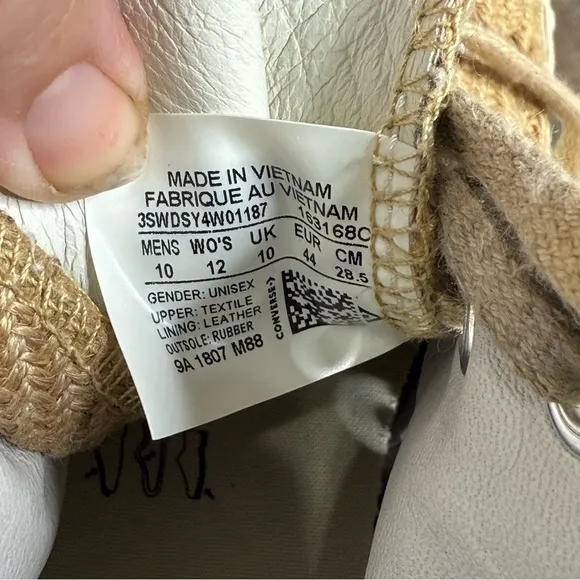 MADE IN VIETNAM
FABRIQUE AU VIETNAM
3SWDSY4W01187 163168C
MENS WO'S UK EUR CM
10 12 10 44 28.5
GENDER: UNISEX
UPPER: TEXTILE
LINING: LEATHER
OUTSOLE: RUBBER
9A 1807 M88
CONVERSE